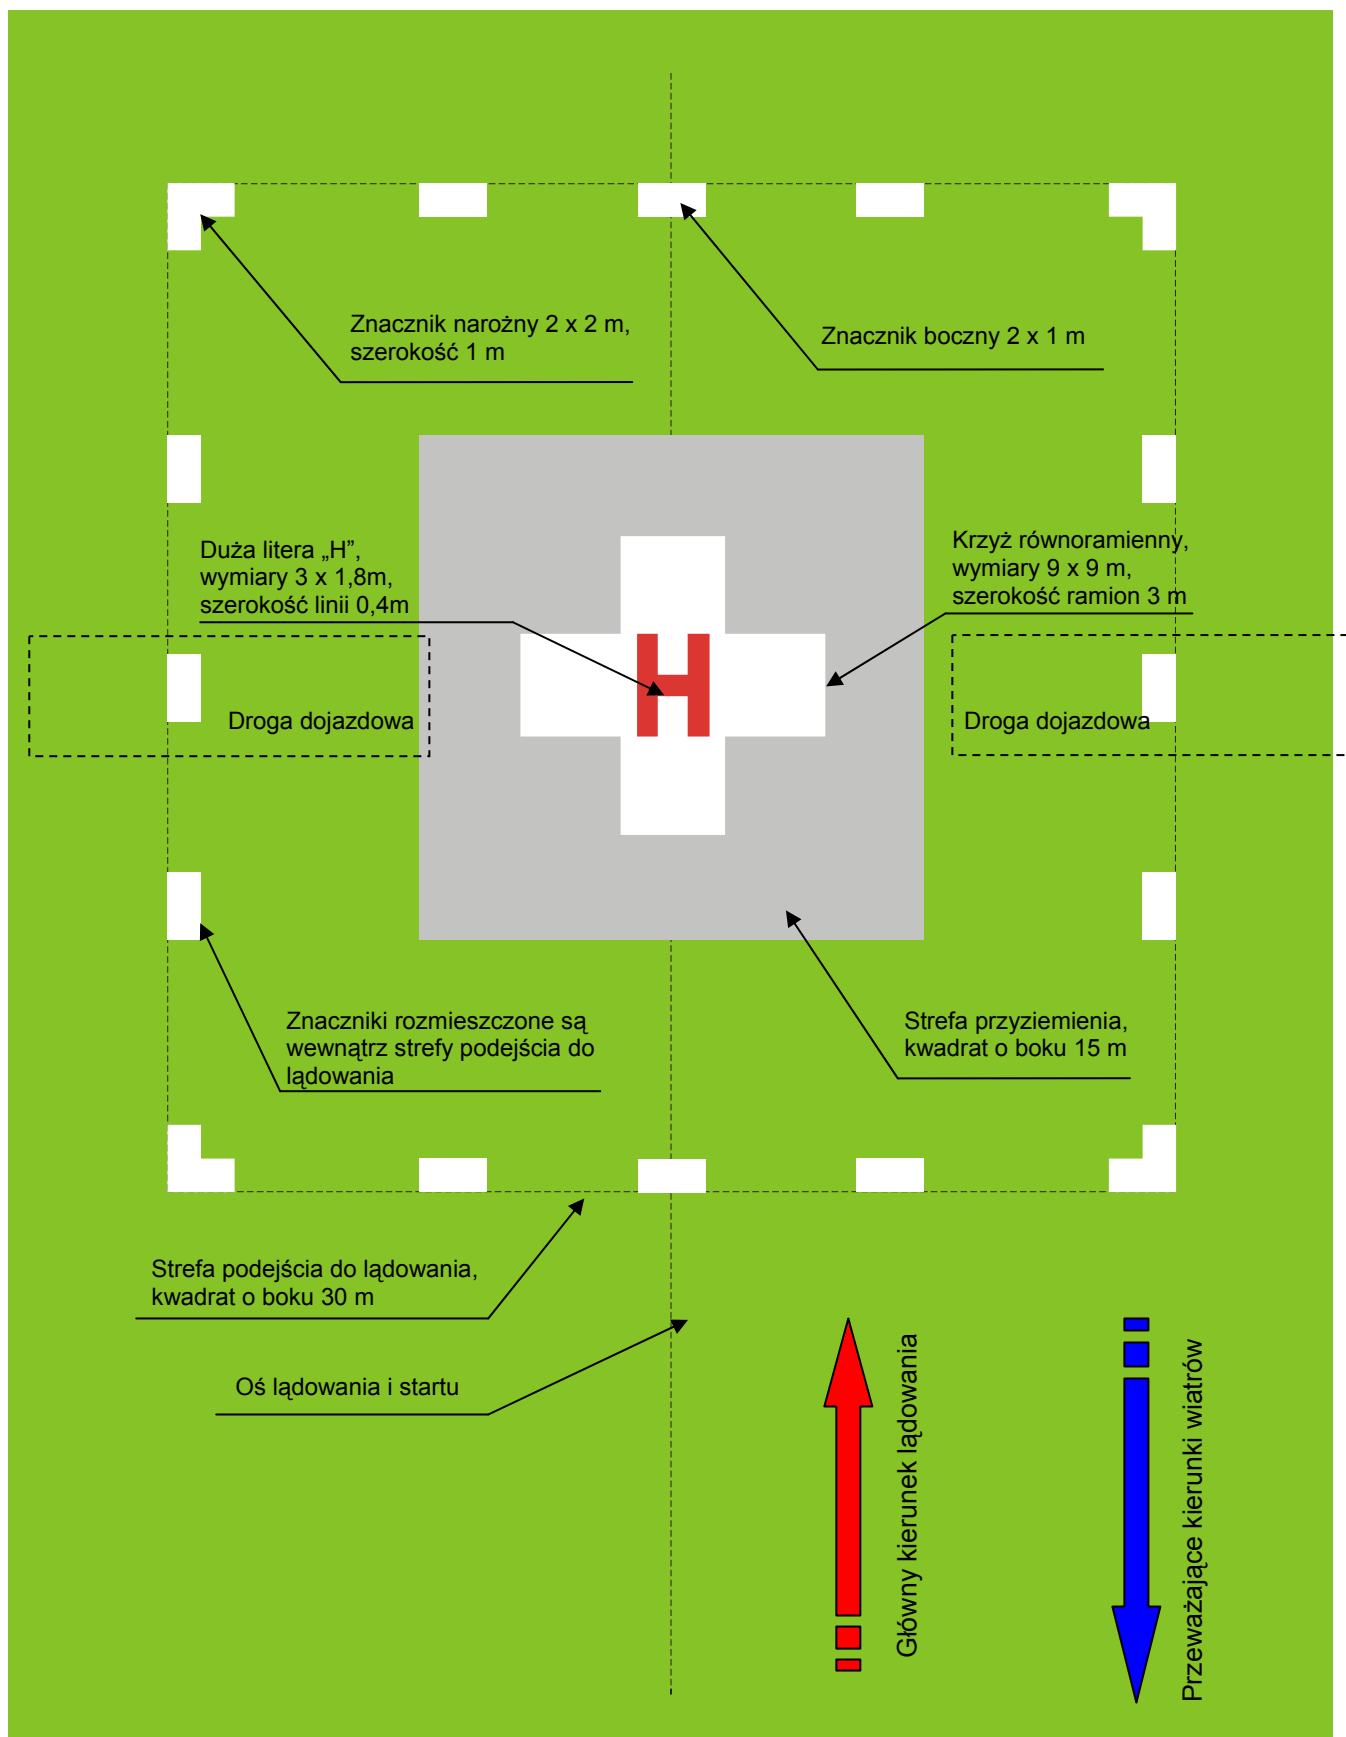 Znacznik narożny 2 x 2 m,
szerokość 1 m
Znacznik boczny 2 x 1 m
Duża litera „H”,
wymiary 3 x 1,8m,
szerokość linii 0,4m
Krzyż równoramienny,
wymiary 9 x 9 m,
szerokość ramion 3 m
H
Droga dojazdowa
Droga dojazdowa
Znaczniki rozmieszczone są
wewnątrz strefy podejścia do
lądowania
Strefa przyziemienia,
kwadrat o boku 15 m
Strefa podejścia do lądowania,
kwadrat o boku 30 m
Oś lądowania i startu
Główny kierunek lądowania
Przeważające kierunki wiatrów